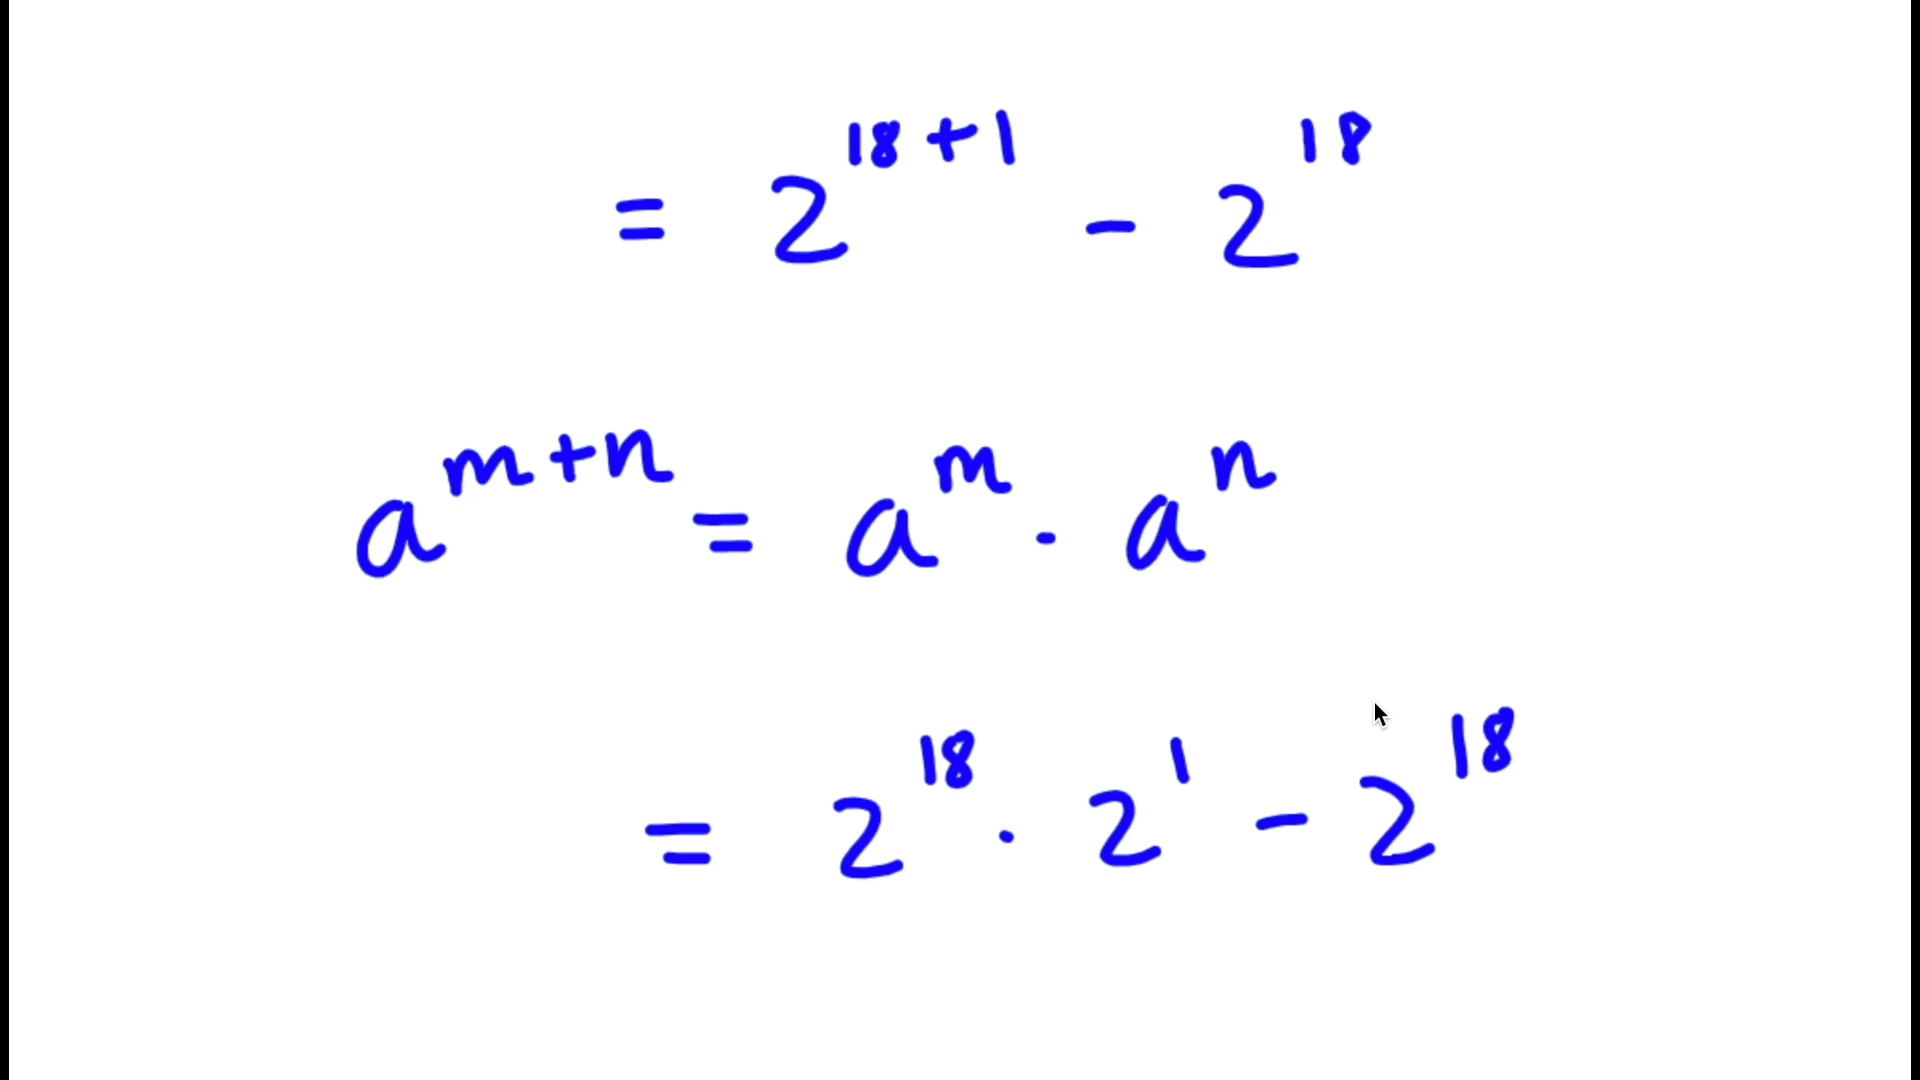 = 2^{18+1} - 2^{18}
a^{m+n} = a^m · a^n
= 2^{18} · 2^1 - 2^{18}